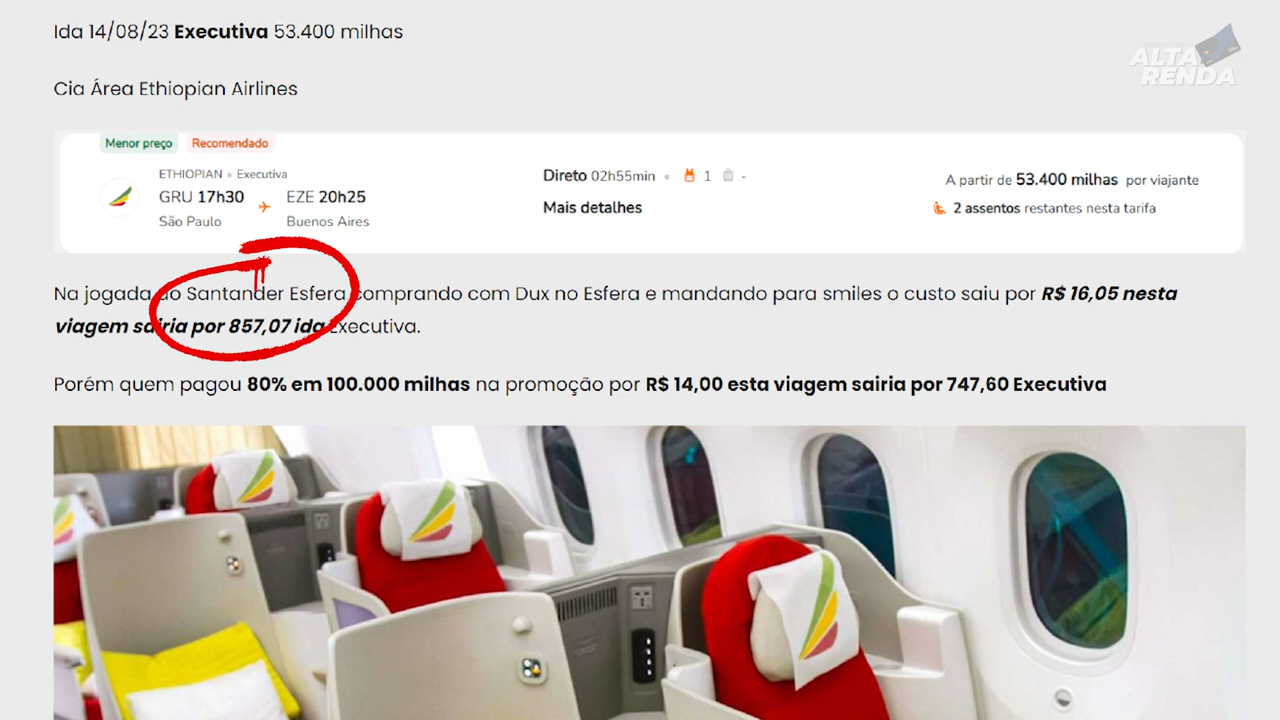 Ida 14/08/23 Executiva 53.400 milhas
ALTA
RENDA
Cia Área Ethiopian Airlines
Menor preço Recomendado
ETHIOPIAN • Executiva
GRU 17h30 EZE 20h25
São Paulo Buenos Aires
Direto 02h55min • 1 -
Mais detalhes
A partir de 53.400 milhas por viajante
2 assentos restantes nesta tarifa
Na jogada do Santander Esfera comprando com Dux no Esfera e mandando para smiles o custo saiu por R$ 16,05 nesta
viagem sairia por 857,07 ida Executiva.
Porém quem pagou 80% em 100.000 milhas na promoção por R$ 14,00 esta viagem sairia por 747,60 Executiva